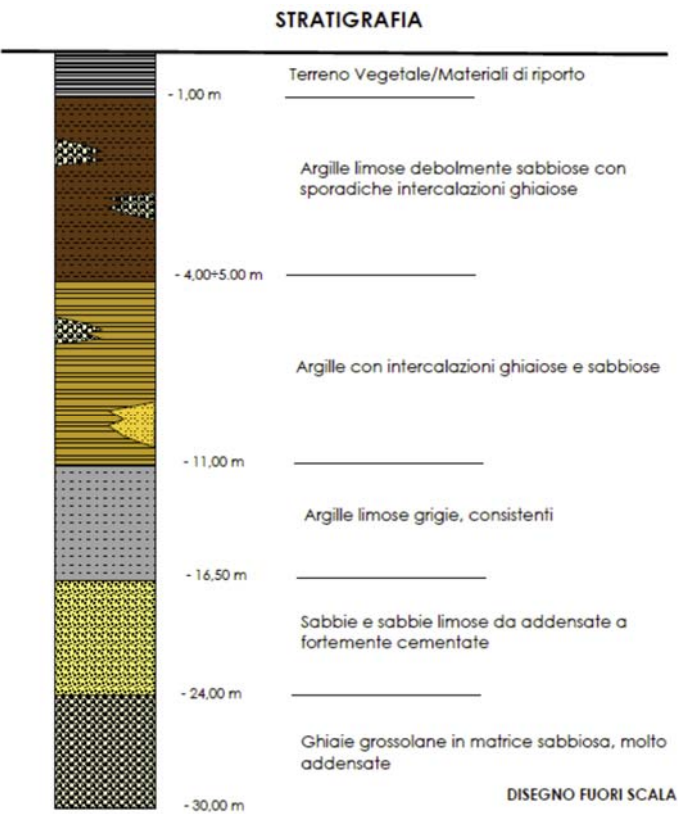 STRATIGRAFIA
Terreno Vegetale/Materiali di riporto
- 1,00 m
Argille limose debolmente sabbiose con
sporadiche intercalazioni ghiaiose
- 4,00÷5.00 m
Argille con intercalazioni ghiaiose e sabbiose
- 11,00 m
Argille limose grigie, consistenti
- 16,50 m
Sabbie e sabbie limose da addensate a
fortemente cementate
- 24,00 m
Ghiaie grossolane in matrice sabbiosa, molto
addensate
DISEGNO FUORI SCALA
- 30,00 m